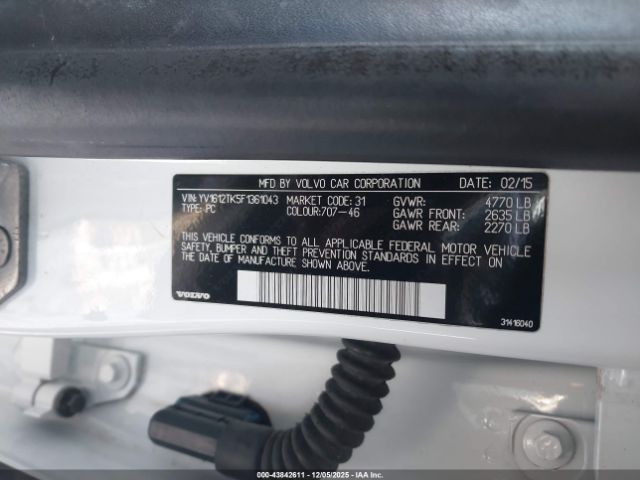 MFD BY VOLVO CAR CORPORATION DATE: 02/15
VIN: YV1612TK5F1361043 MARKET CODE: 31 GVWR: 4770 LB
TYPE: PC COLOUR: 707-46 GAWR FRONT: 2635 LB
GAWR REAR: 2270 LB
THIS VEHICLE CONFORMS TO ALL APPLICABLE FEDERAL MOTOR VEHICLE
SAFETY, BUMPER AND THEFT PREVENTION STANDARDS IN EFFECT ON
THE DATE OF MANUFACTURE SHOWN ABOVE.
VOLVO
31416040
000-43842611 - 12/05/2025 - IAAI.COM